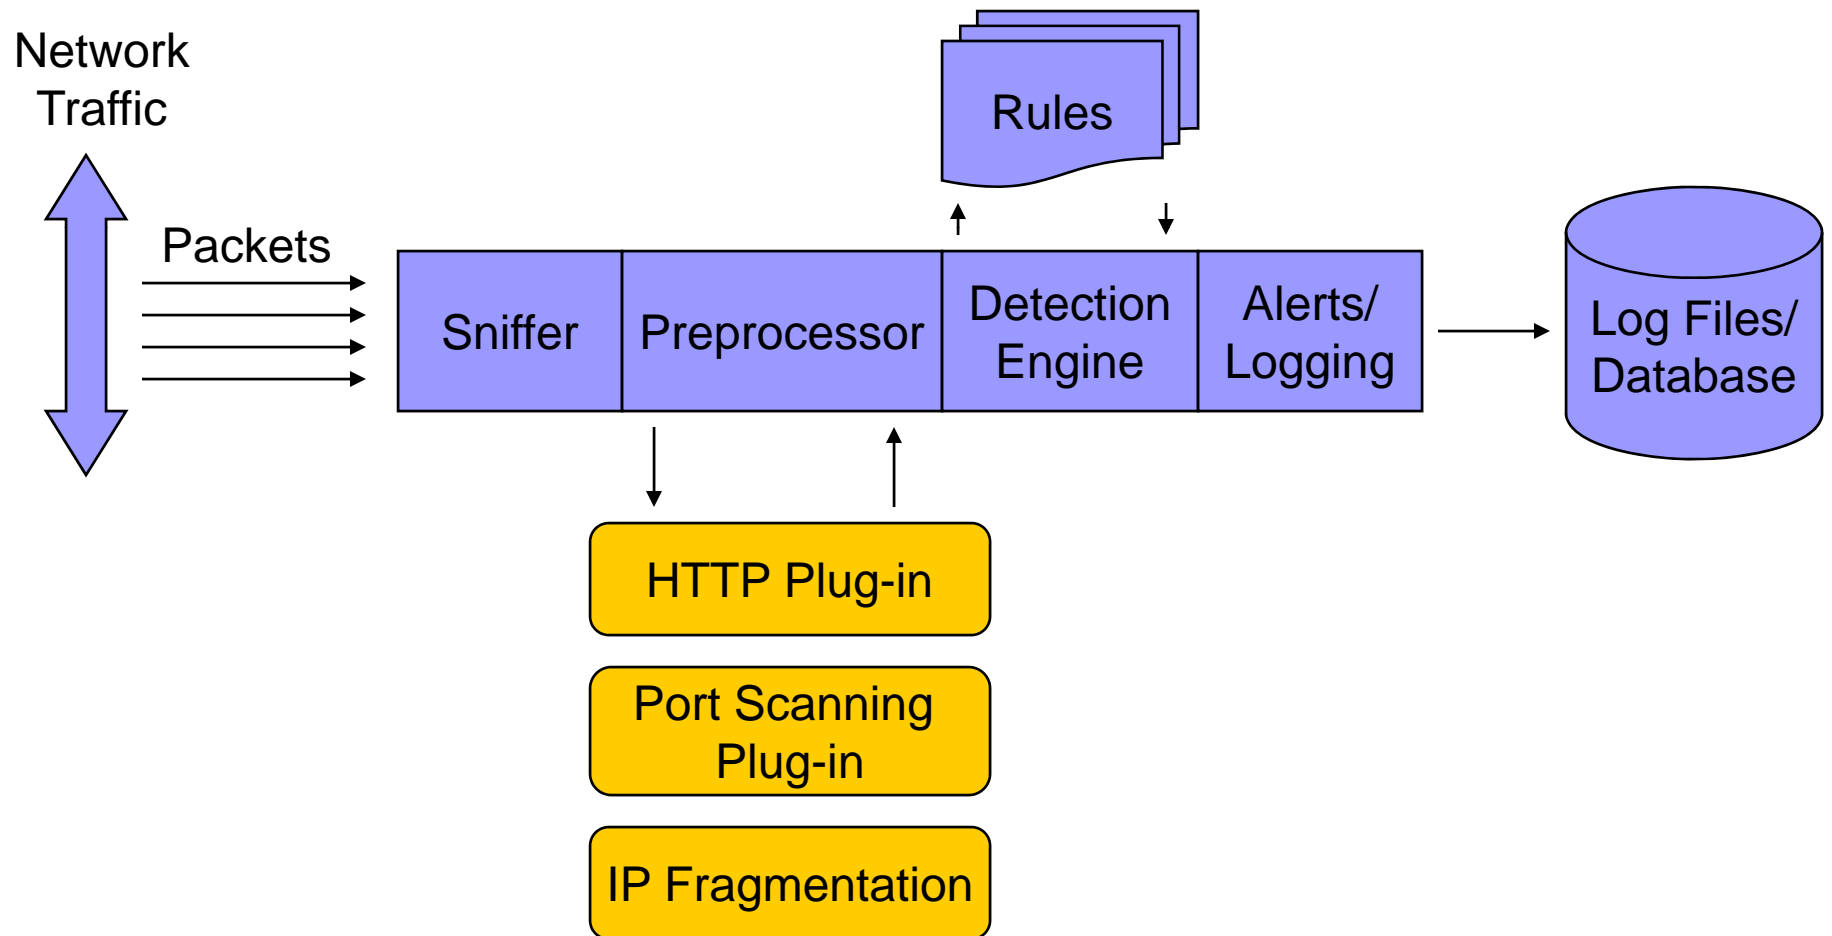 Network
Traffic
Rules
Packets
Sniffer
Preprocessor
Detection
Engine
Alerts/
Logging
Log Files/
Database
HTTP Plug-in
Port Scanning
Plug-in
IP Fragmentation